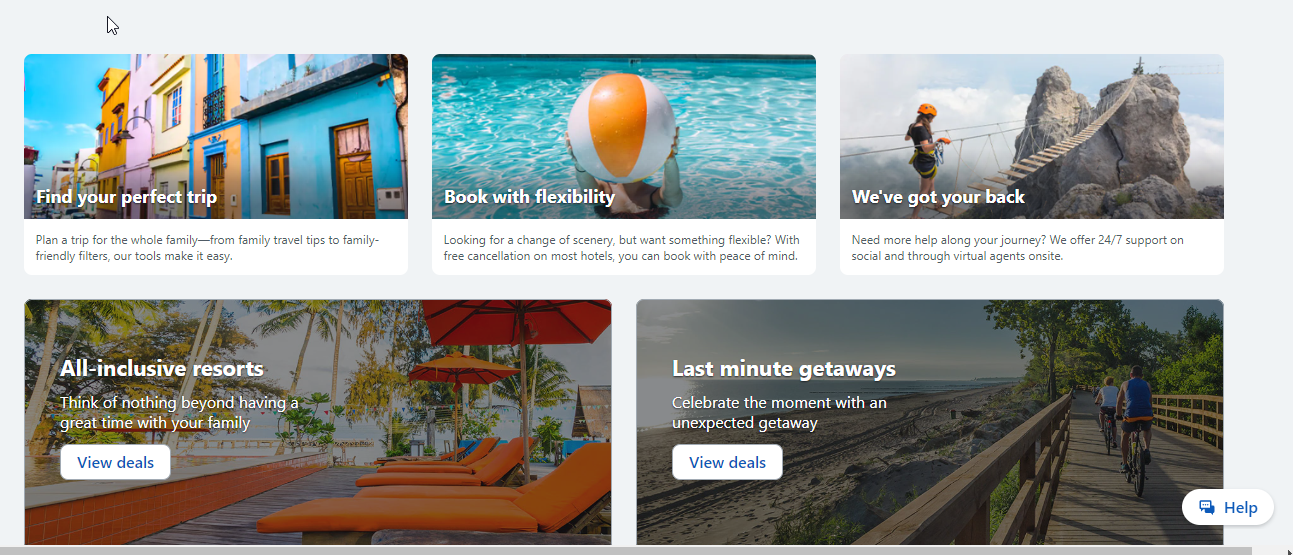 Find your perfect trip
Plan a trip for the whole family—from family travel tips to family-
friendly filters, our tools make it easy.
Book with flexibility
Looking for a change of scenery, but want something flexible? With
free cancellation on most hotels, you can book with peace of mind.
We've got your back
Need more help along your journey? We offer 24/7 support on
social and through virtual agents onsite.
All-inclusive resorts
Think of nothing beyond having a
great time with your family
View deals
Last minute getaways
Celebrate the moment with an
unexpected getaway
View deals
Help